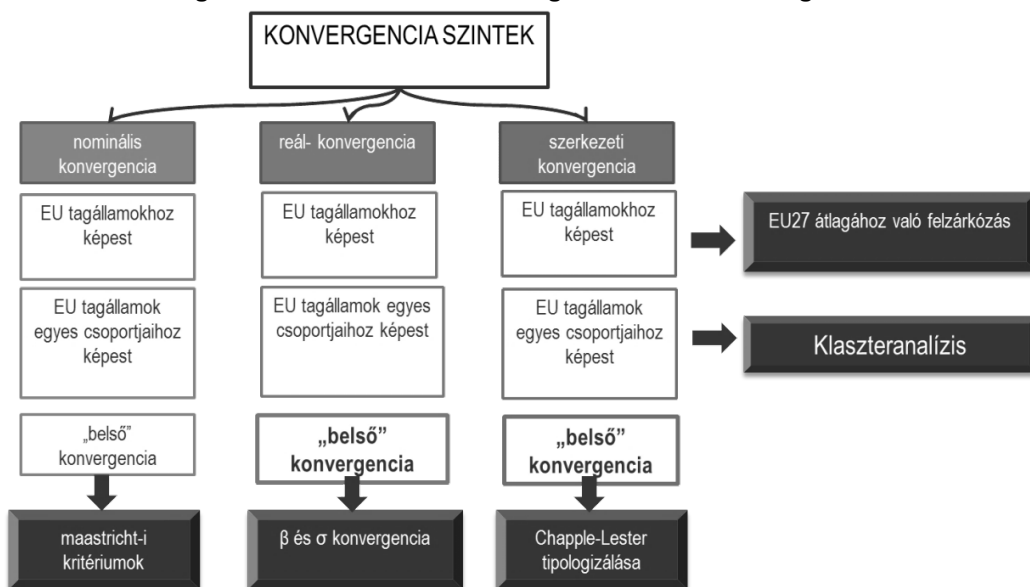 KONVERGENCIA SZINTEK
nominális
konvergencia
reál- konvergencia
szerkezeti
konvergencia
EU tagállamokhoz
képest
EU tagállamokhoz
képest
EU tagállamokhoz
képest
EU27 átlagához való felzárkózás
EU tagállamok
egyes csoportjaihoz
képest
EU tagállamok egyes
csoportjaihoz képest
EU tagállamok
egyes csoportjaihoz
képest
Klaszteranalízis
„belső”
konvergencia
„belső”
konvergencia
„belső”
konvergencia
maastricht-i
kritériumok
β és σ konvergencia
Chapple-Lester
tipologizálása